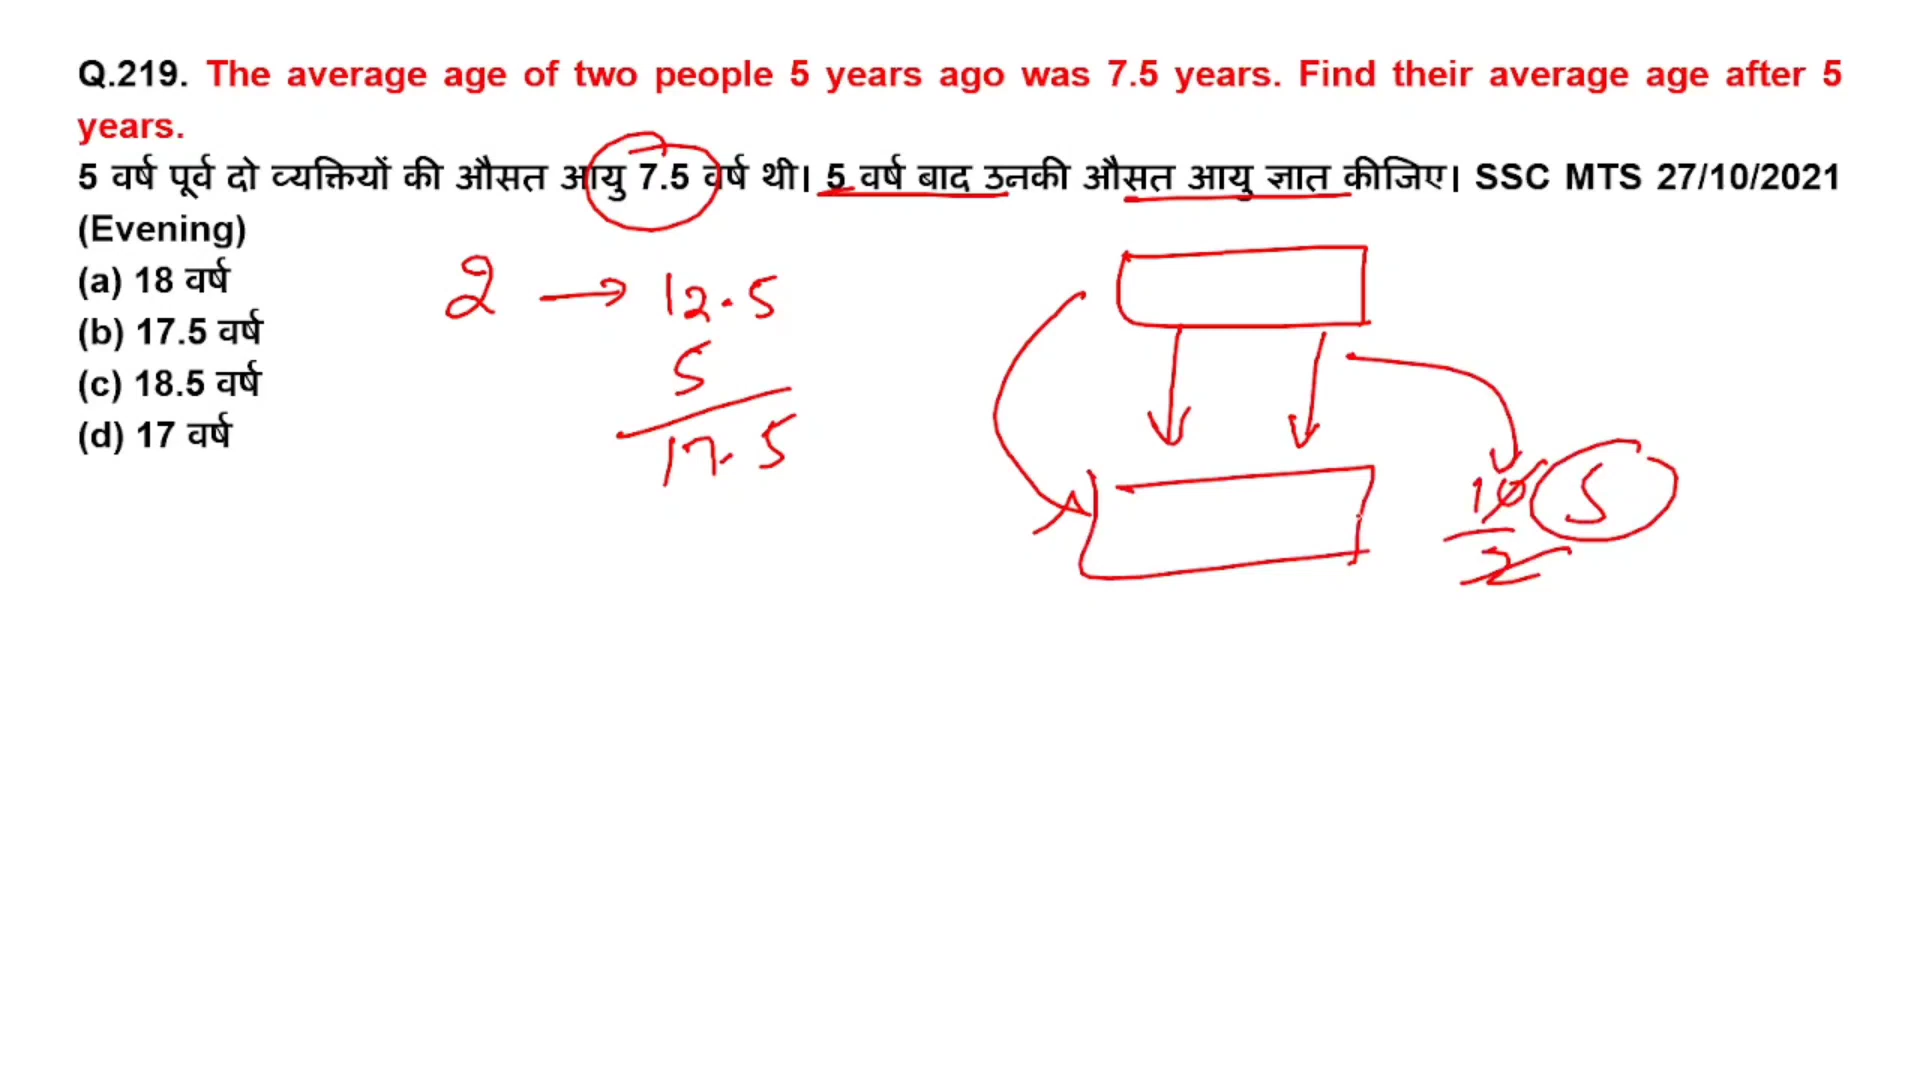 Q.219. The average age of two people 5 years ago was 7.5 years. Find their average age after 5
years.
5 वर्ष पूर्व दो व्यक्तियों की औसत आयु 7.5 वर्ष थी। 5 वर्ष बाद उनकी औसत आयु ज्ञात कीजिए। SSC MTS 27/10/2021
(Evening)
(a) 18 वर्ष
(b) 17.5 वर्ष
(c) 18.5 वर्ष
(d) 17 वर्ष
2 → 12.5
5
17.5
10 5
2